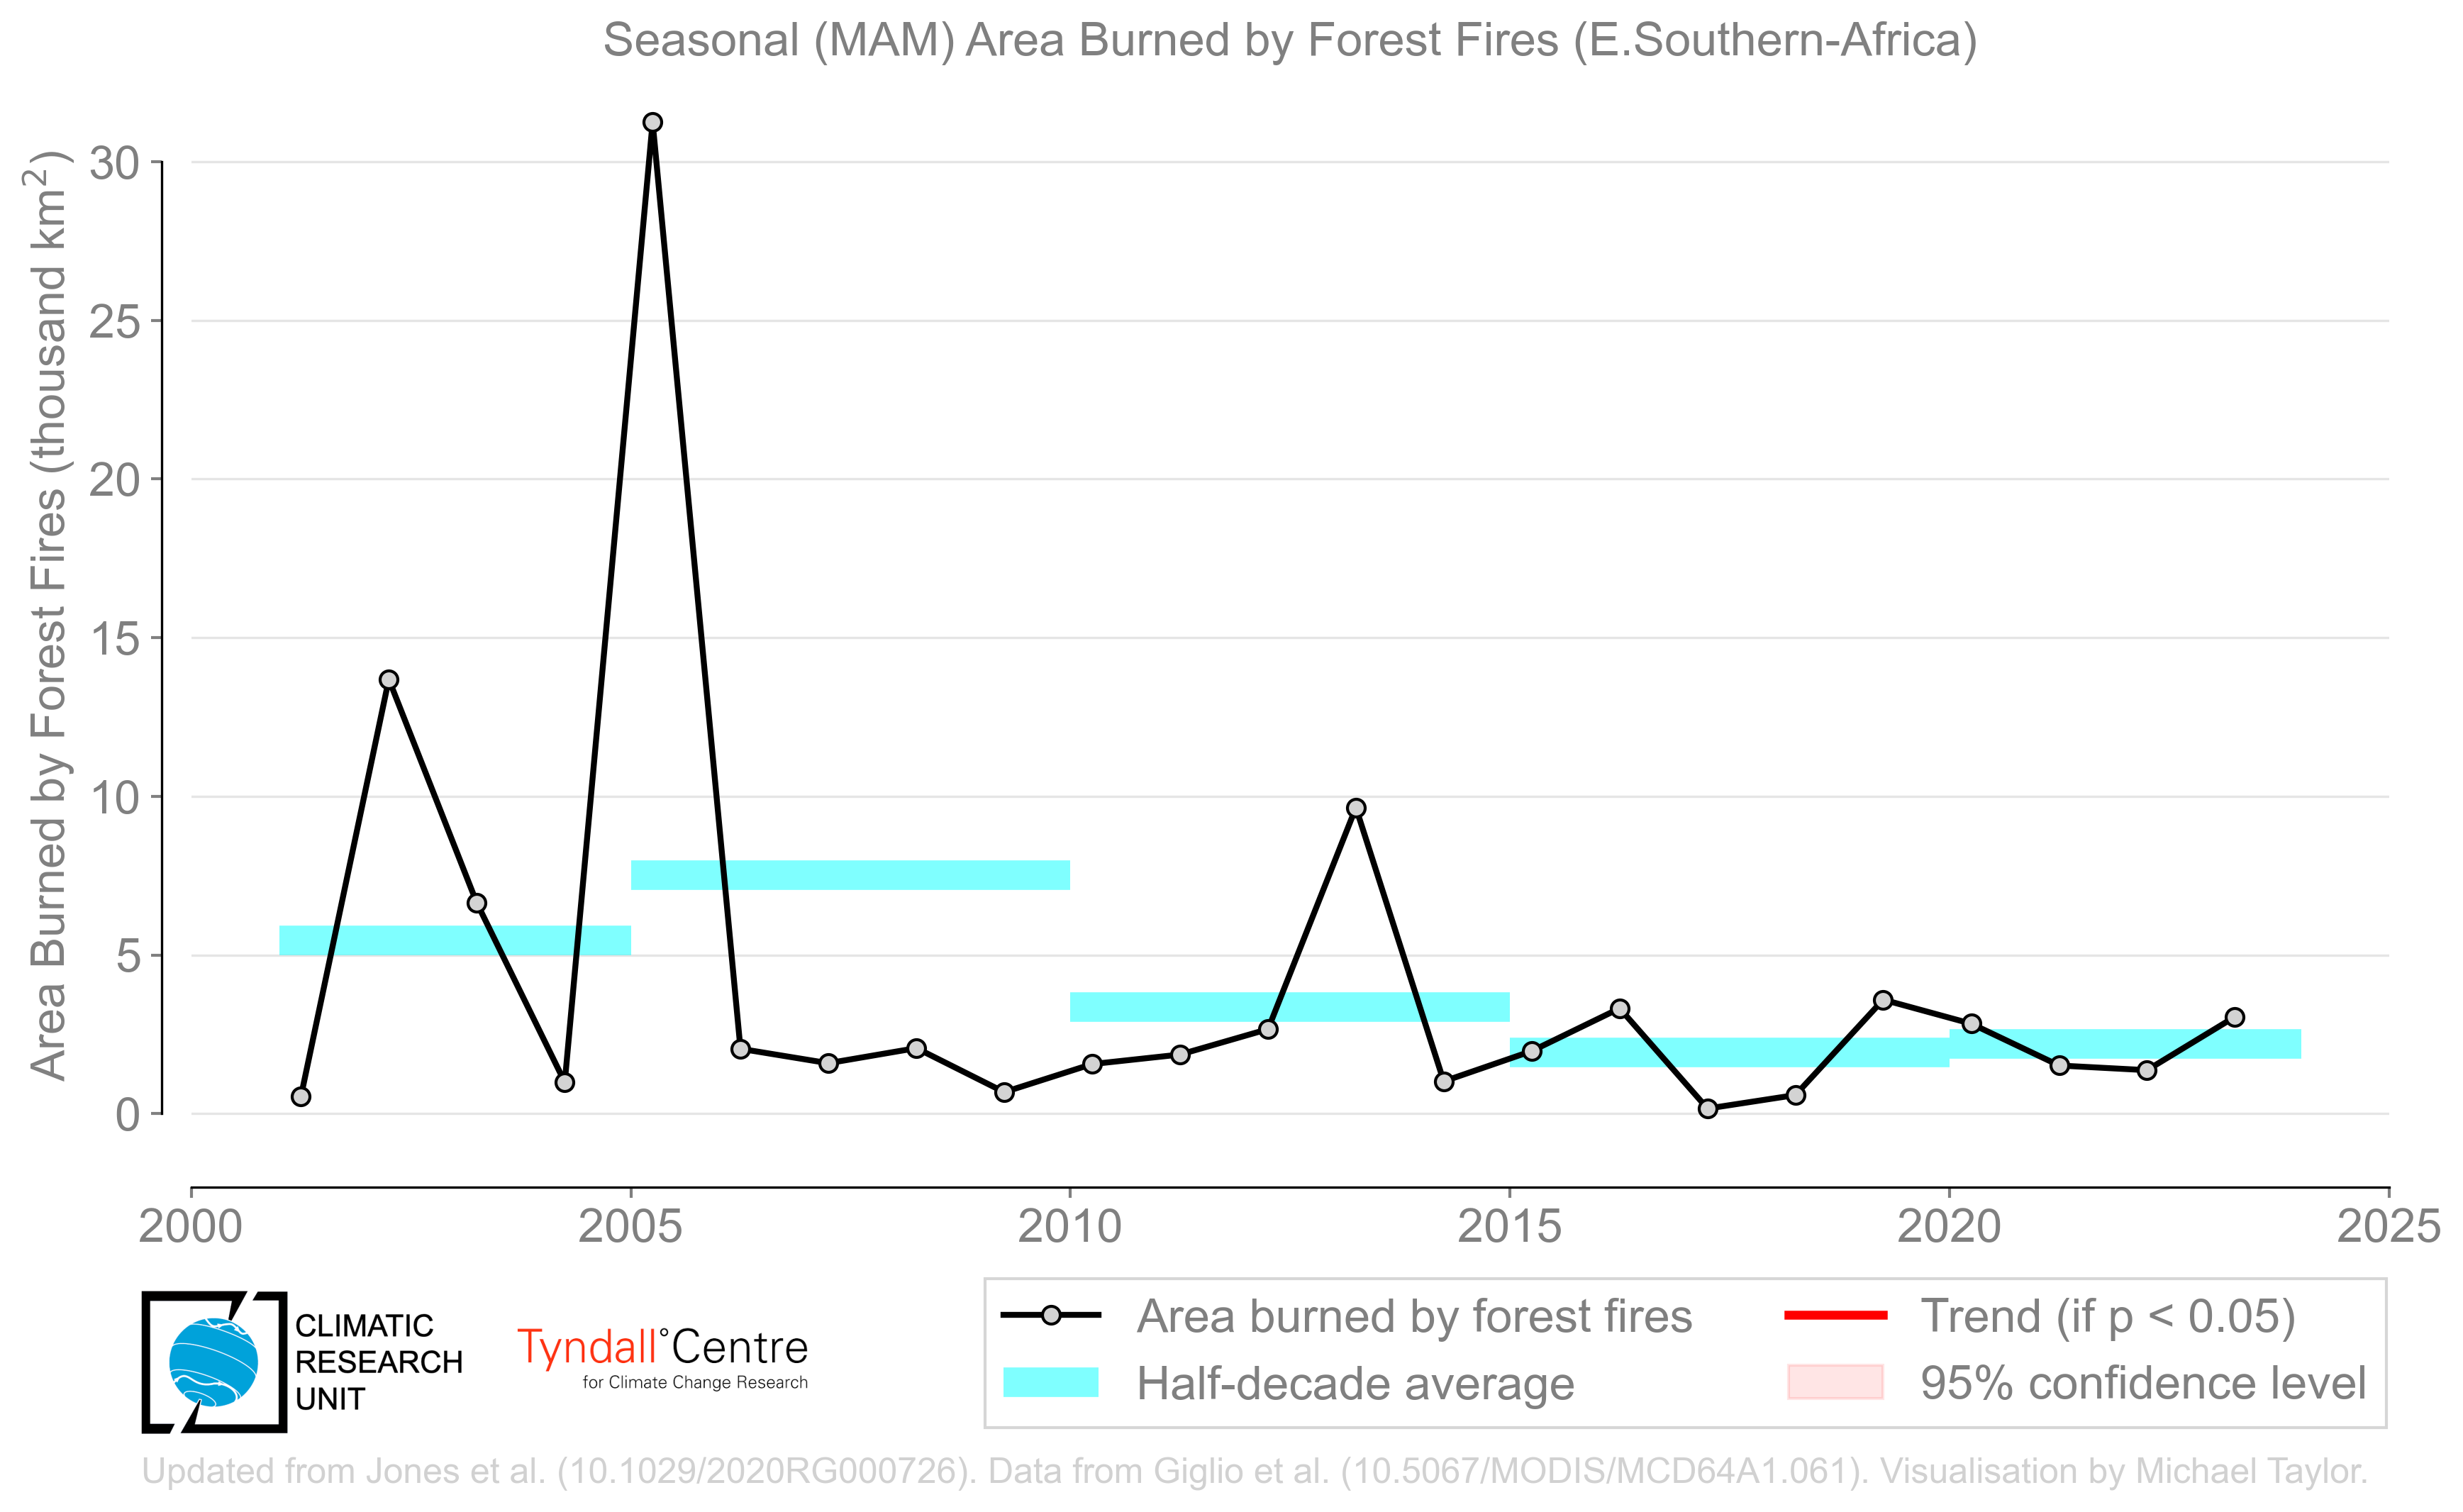 Seasonal (MAM) Area Burned by Forest Fires (E.Southern-Africa)
Area Burned by Forest Fires (thousand km²)
30
25
20
15
10
5
0
2000 2005 2010 2015 2020 2025
CLIMATIC
RESEARCH
UNIT
Tyndall°Centre
for Climate Change Research
Area burned by forest fires
Half-decade average
Trend (if p < 0.05)
95% confidence level
Updated from Jones et al. (10.1029/2020RG000726). Data from Giglio et al. (10.5067/MODIS/MCD64A1.061). Visualisation by Michael Taylor.